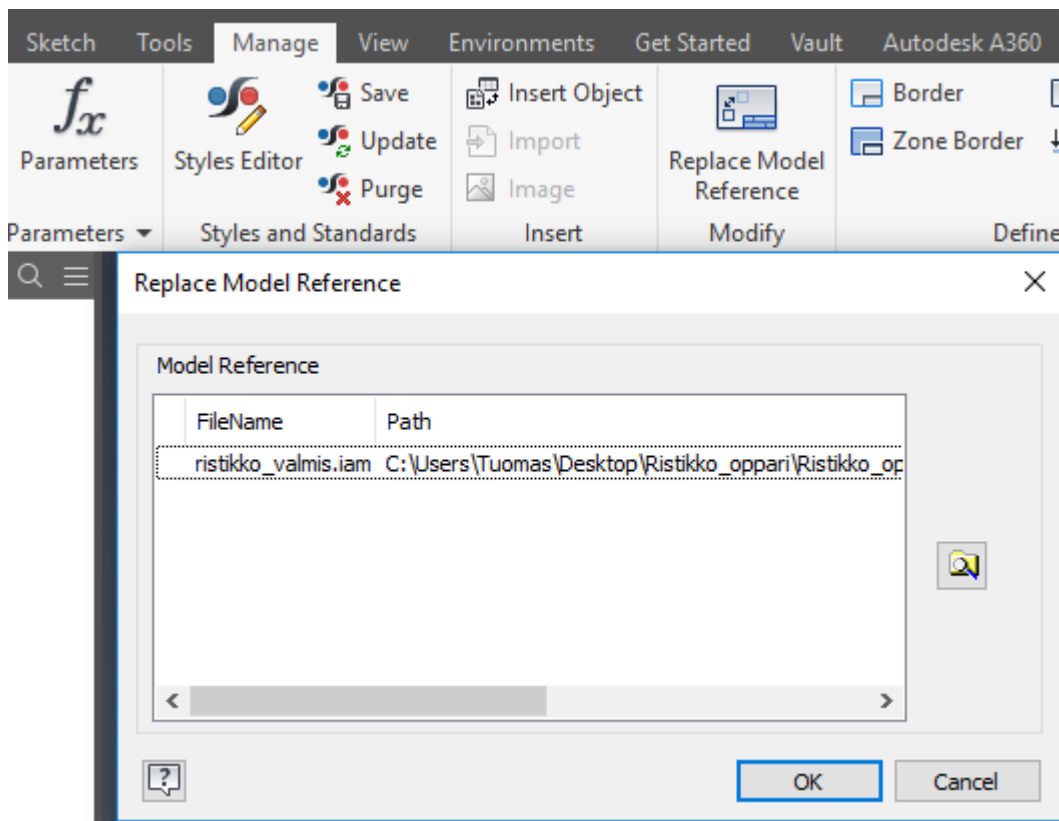 Sketch Tools Manage View Environments Get Started Vault Autodesk A360
fx
Parameters
Styles Editor
Save
Update
Purge
Insert Object
Import
Image
Replace Model
Reference
Border
Zone Border
Parameters Styles and Standards Insert Modify Define
Replace Model Reference
Model Reference
FileName Path
ristikko_valmis.iam C:\Users\Tuomas\Desktop\Ristikko_oppari\Ristikko_op
?
OK Cancel